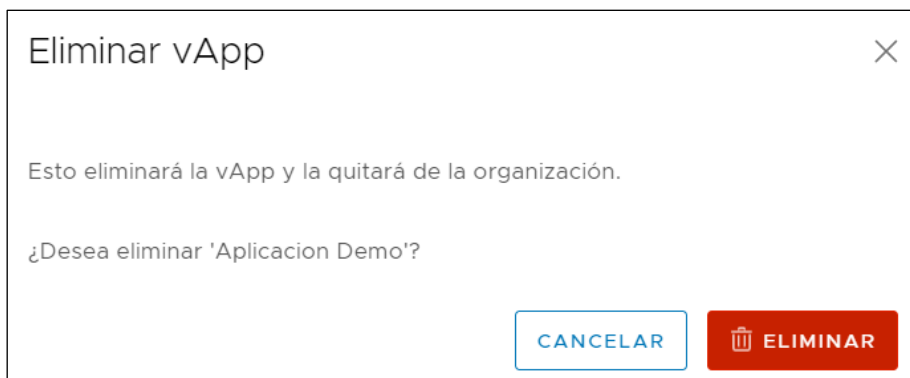 Eliminar vApp
Esto eliminará la vApp y la quitará de la organización.
¿Desea eliminar 'Aplicacion Demo'?
CANCELAR
ELIMINAR